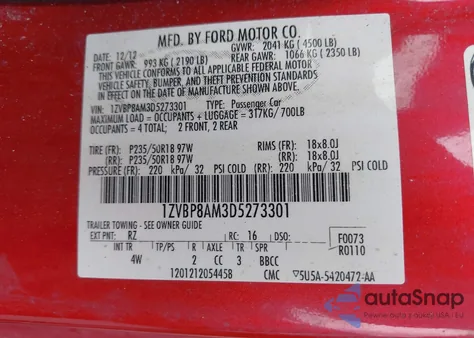 MFD. BY FORD MOTOR CO.
DATE: 12/12 GVWR: 2041 KG (4500 LB)
FRONT GAWR: 993 KG (2190 LB) REAR GAWR: 1066 KG (2350 LB)
THIS VEHICLE CONFORMS TO ALL APPLICABLE FEDERAL MOTOR
VEHICLE SAFETY, BUMPER, AND THEFT PREVENTION STANDARDS
IN EFFECT ON THE DATE OF MANUFACTURE SHOWN ABOVE.
VIN: 1ZVBP8AM3D5273301 TYPE: Passenger Car
MAXIMUM LOAD = OCCUPANTS + LUGGAGE = 317KG / 700LB
OCCUPANTS = 4 TOTAL: 2 FRONT, 2 REAR
TIRE (FR): P235/50R18 97W RIMS (FR): 18x8.0J
(RR): P235/50R18 97W (RR): 18x8.0J
PRESSURE (FR): 220 kPa/ 32 PSI COLD (RR): 220 kPa/ 32 PSI COLD
1ZVBP8AM3D5273301
TRAILER TOWING - SEE OWNER GUIDE
EXT PNT: RZ RC: 16 DSO: F0073
R0110
INT TR TP/PS R AXLE TR SPR
4W 2 CC 3 BBCC
1201212054458 CMC 5U5A-5420472-AA
autoSnap